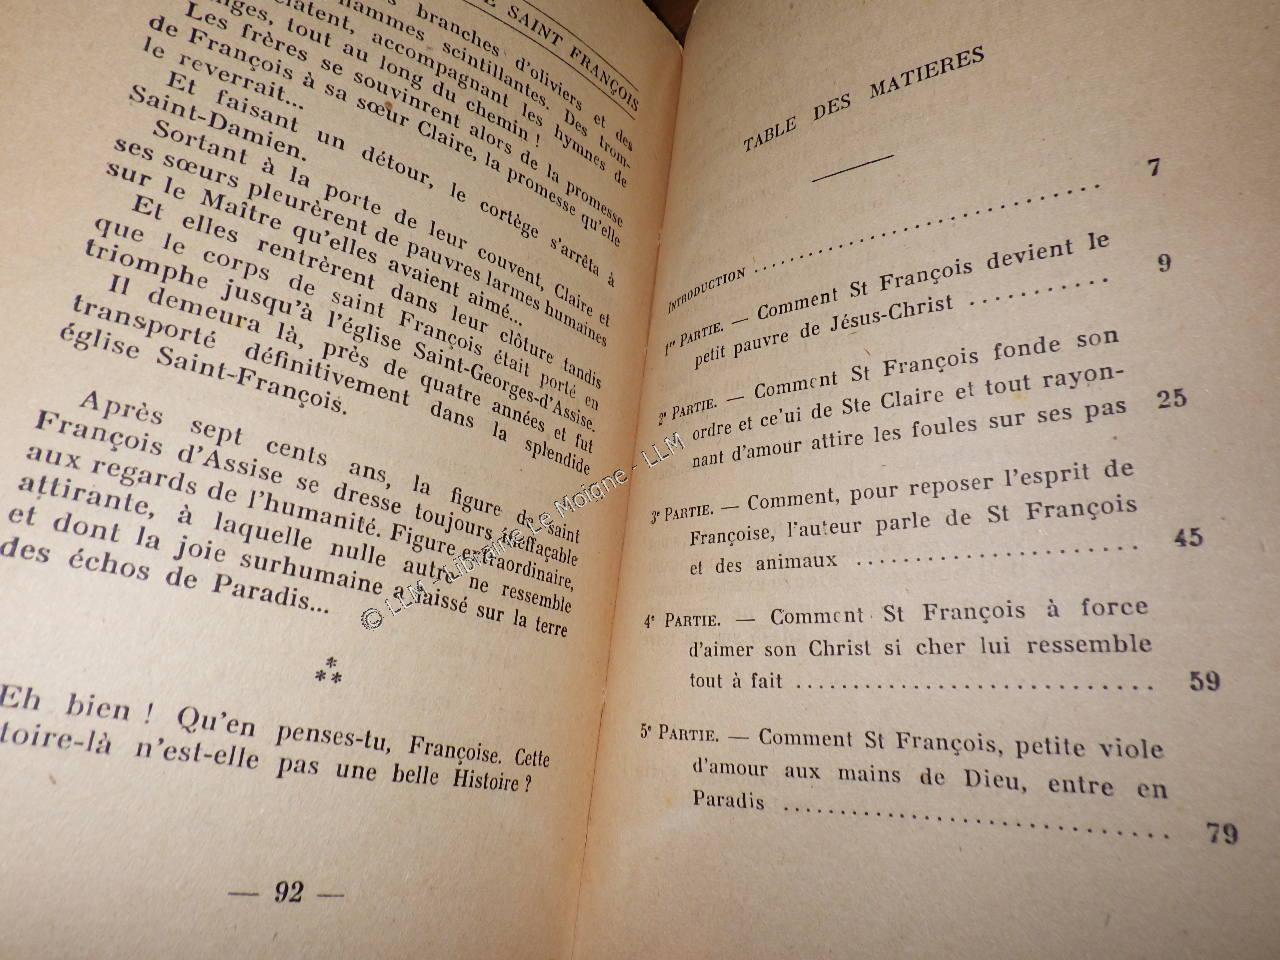 E SAINT FRANÇOIS
branches d'oliviers et des
flammes scintillantes. Des trom-
éclatent, accompagnant les hymnes de
nges, tout au long du chemin !
Les frères se souvinrent alors de la promesse
de François à sa sœur Claire, la promesse qu'elle
le reverrait...
Et faisant un détour, le cortège s'arrêta à
Saint-Damien.
Sortant à la porte de leur couvent, Claire et
ses sœurs pleurèrent de pauvres larmes humaines
sur le Maître qu'elles avaient aimé...
Et elles rentrèrent dans leur clôture tandis
que le corps de saint François était porté en
triomphe jusqu'à l'église Saint-Georges-d'Assise.
Il demeura là, près de quatre années et fut
transporté définitivement dans la splendide
église Saint-François.
Après sept cents ans, la figure de saint
François d'Assise se dresse toujours ineffaçable
aux regards de l'humanité. Figure extraordinaire,
attirante, à laquelle nulle autre ne ressemble
et dont la joie surhumaine a laissé sur la terre
des échos de Paradis...
***
Eh bien ! Qu'en penses-tu, Françoise. Cette
toire-là n'est-elle pas une belle Histoire ?
— 92 —
TABLE DES MATIERES
INTRODUCTION .......... 7
1re PARTIE. — Comment St François devient le
petit pauvre de Jésus-Christ .......... 9
2e PARTIE. — Comment St François fonde son
ordre et ce'ui de Ste Claire et tout rayon-
nant d'amour attire les foules sur ses pas 25
3e PARTIE. — Comment, pour reposer l'esprit de
Françoise, l'auteur parle de St François
et des animaux .......... 45
4e PARTIE. — Comment St François à force
d'aimer son Christ si cher lui ressemble
tout à fait .......... 59
5e PARTIE. — Comment St François, petite viole
d'amour aux mains de Dieu, entre en
Paradis .......... 79
© LLM - Librairie Le Moigne - LLM